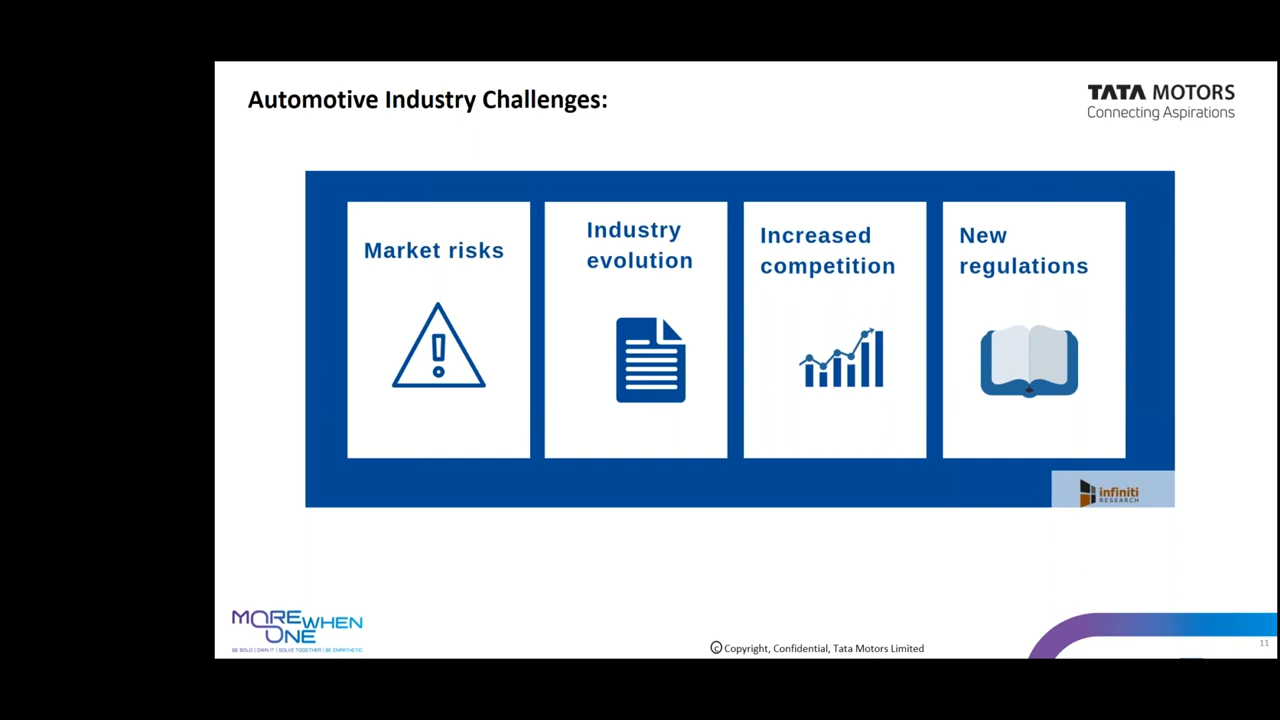 Automotive Industry Challenges:
TATA MOTORS
Connecting Aspirations
Market risks
Industry
evolution
Increased
competition
New
regulations
infiniti
RESEARCH
MORE WHEN
ONE
BE BOLD | OWN IT | SOLVE TOGETHER | BE EMPATHETIC
© Copyright, Confidential, Tata Motors Limited
11